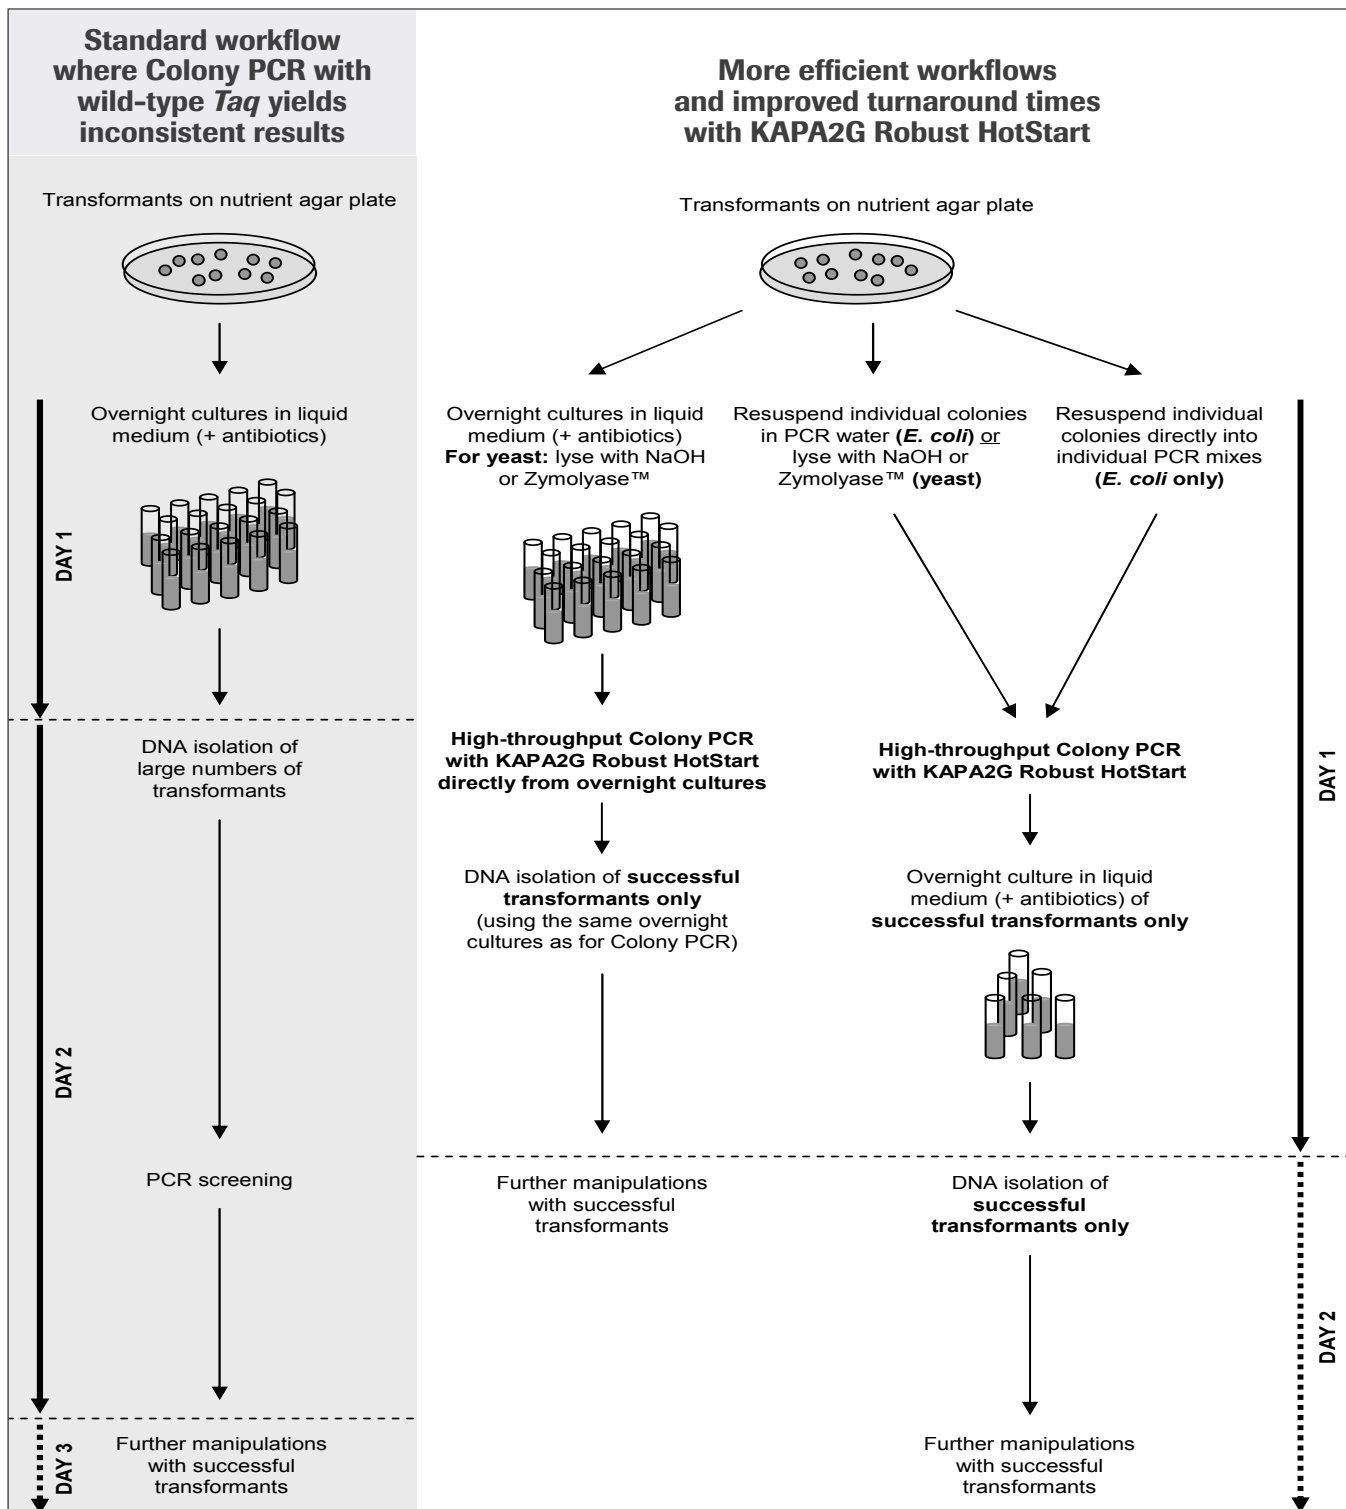 Standard workflow
where Colony PCR with
wild-type Taq yields
inconsistent results
More efficient workflows
and improved turnaround times
with KAPA2G Robust HotStart
Transformants on nutrient agar plate
Transformants on nutrient agar plate
DAY 1
Overnight cultures in liquid
medium (+ antibiotics)
Overnight cultures in liquid
medium (+ antibiotics)
For yeast: lyse with NaOH
or Zymolyase™
Resuspend individual colonies
in PCR water (E. coli) or
lyse with NaOH or
Zymolyase™ (yeast)
Resuspend individual
colonies directly into
individual PCR mixes
(E. coli only)
DAY 1
DAY 2
DNA isolation of
large numbers of
transformants
High-throughput Colony PCR
with KAPA2G Robust HotStart
directly from overnight cultures
High-throughput Colony PCR
with KAPA2G Robust HotStart
DNA isolation of successful
transformants only
(using the same overnight
cultures as for Colony PCR)
Overnight culture in liquid
medium (+ antibiotics) of
successful transformants only
PCR screening
Further manipulations
with successful
transformants
DNA isolation of
successful
transformants only
DAY 2
DAY 3
Further manipulations
with successful
transformants
Further manipulations
with successful
transformants